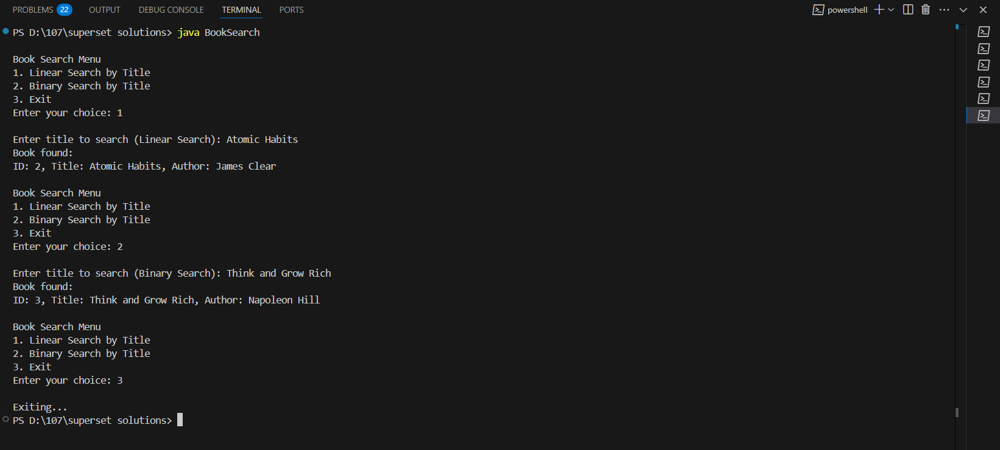 PROBLEMS 22 OUTPUT DEBUG CONSOLE TERMINAL PORTS powershell
PS D:\107\superset solutions> java BookSearch
Book Search Menu
1. Linear Search by Title
2. Binary Search by Title
3. Exit
Enter your choice: 1
Enter title to search (Linear Search): Atomic Habits
Book found:
ID: 2, Title: Atomic Habits, Author: James Clear
Book Search Menu
1. Linear Search by Title
2. Binary Search by Title
3. Exit
Enter your choice: 2
Enter title to search (Binary Search): Think and Grow Rich
Book found:
ID: 3, Title: Think and Grow Rich, Author: Napoleon Hill
Book Search Menu
1. Linear Search by Title
2. Binary Search by Title
3. Exit
Enter your choice: 3
Exiting...
PS D:\107\superset solutions>